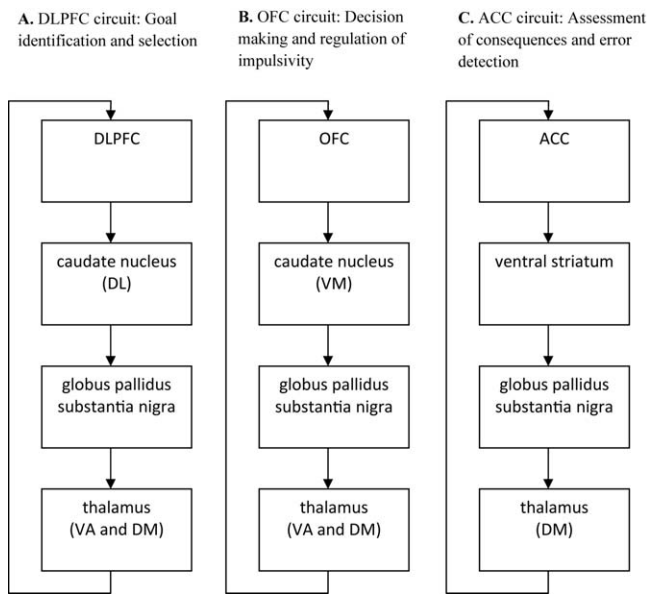 A. DLPFC circuit: Goal
identification and selection
B. OFC circuit: Decision
making and regulation of
impulsivity
C. ACC circuit: Assessment
of consequences and error
detection
DLPFC
caudate nucleus
(DL)
globus pallidus
substantia nigra
thalamus
(VA and DM)
OFC
caudate nucleus
(VM)
globus pallidus
substantia nigra
thalamus
(VA and DM)
ACC
ventral striatum
globus pallidus
substantia nigra
thalamus
(DM)